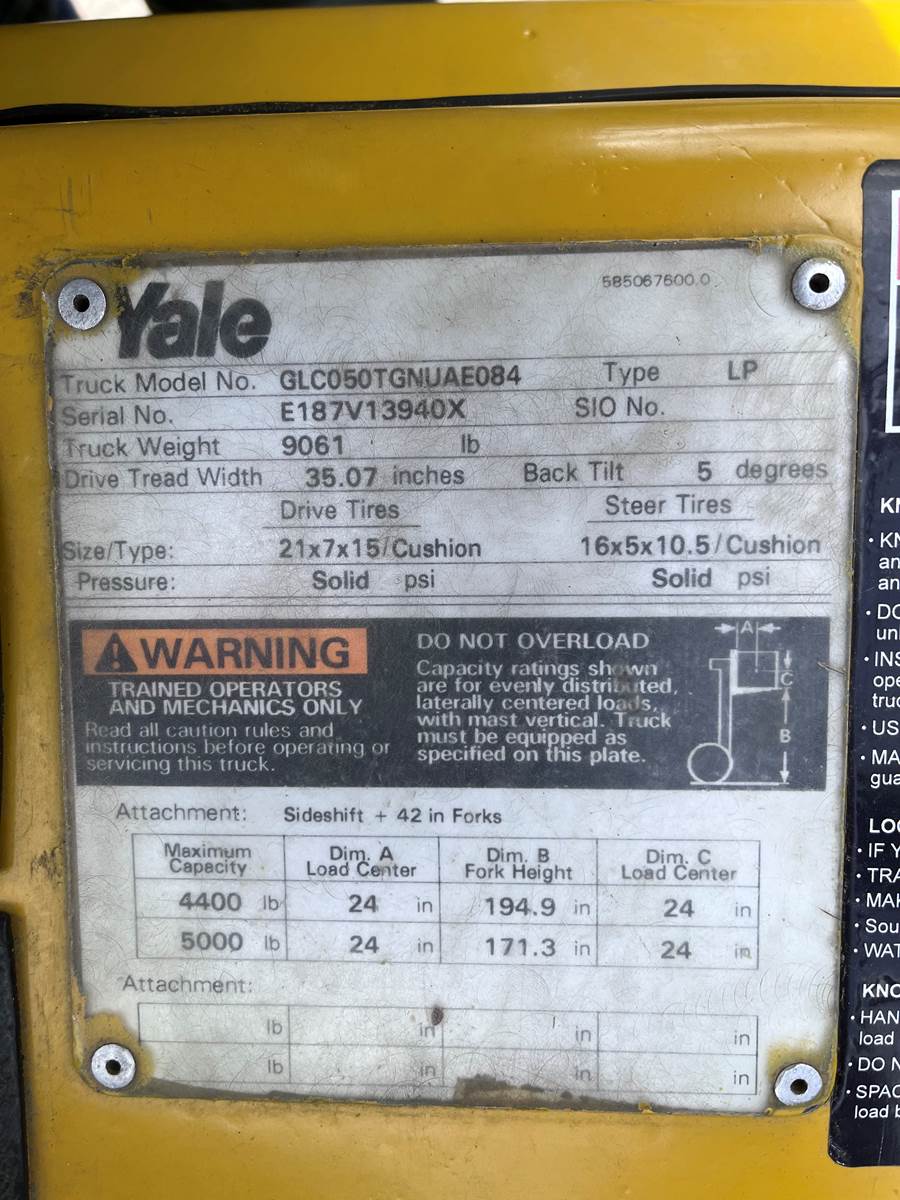 Yale
585067600.0
Truck Model No. GLC050TGNUAE084 Type LP
Serial No. E187V13940X SIO No.
Truck Weight 9061 lb
Drive Tread Width 35.07 inches Back Tilt 5 degrees
Drive Tires Steer Tires
Size/Type: 21x7x15/Cushion 16x5x10.5/Cushion
Pressure: Solid psi Solid psi
WARNING
TRAINED OPERATORS
AND MECHANICS ONLY
Read all caution rules and
instructions before operating or
servicing this truck.
DO NOT OVERLOAD
Capacity ratings shown
are for evenly distributed,
laterally centered loads,
with mast vertical. Truck
must be equipped as
specified on this plate.
A
C
B
Attachment: Sideshift + 42 in Forks
Maximum Capacity Dim. A Load Center Dim. B Fork Height Dim. C Load Center
4400 lb 24 in 194.9 in 24 in
5000 lb 24 in 171.3 in 24 in
Attachment:
lb in in in
lb in in in
· DO
· US
load
· DO
load